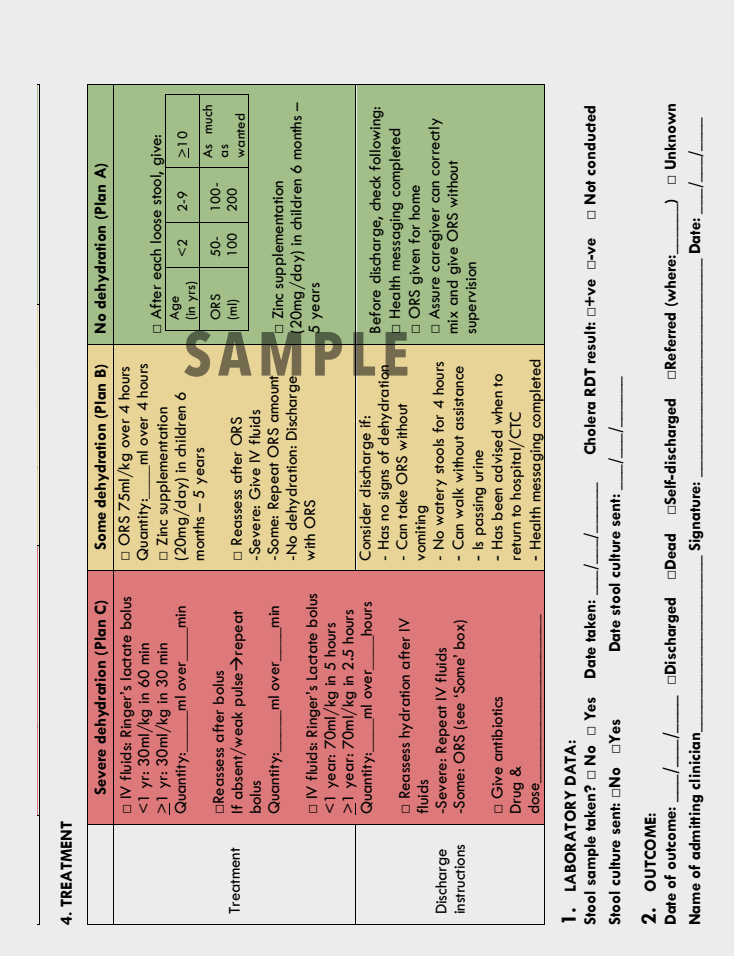 4. TREATMENT
Severe dehydration (Plan C)
Some dehydration (Plan B)
No dehydration (Plan A)
Treatment
□ IV fluids: Ringer's lactate bolus
<1 yr: 30ml/kg in 60 min
≥1 yr: 30ml/kg in 30 min
Quantity:_____ml over____min
□Reassess after bolus
If absent/weak pulse→repeat
bolus
Quantity:_____ml over____min
□ IV fluids: Ringer's Lactate bolus
<1 year: 70ml/kg in 5 hours
≥1 year: 70ml/kg in 2.5 hours
Quantity:_____ml over____hours
□ Reassess hydration after IV
fluids
-Severe: Repeat IV fluids
-Some: ORS (see 'Some' box)
□ Give antibiotics
Drug &
dose____________________
□ ORS 75ml/kg over 4 hours
Quantity:____ml over 4 hours
□ Zinc supplementation
(20mg/day) in children 6
months – 5 years
□ Reassess after ORS
-Severe: Give IV fluids
-Some: Repeat ORS amount
-No dehydration: Discharge
with ORS
□ After each loose stool, give:
Age <2 2-9 ≥10
(in yrs)
ORS 50- 100- As much
(ml) 100 200 as
wanted
□ Zinc supplementation
(20mg/day) in children 6 months –
5 years
Discharge
instructions
Consider discharge if:
- Has no signs of dehydration
- Can take ORS without
vomiting
- No watery stools for 4 hours
- Can walk without assistance
- Is passing urine
- Has been advised when to
return to hospital/CTC
- Health messaging completed
Before discharge, check following:
□ Health messaging completed
□ ORS given for home
□ Assure caregiver can correctly
mix and give ORS without
supervision
SAMPLE
1. LABORATORY DATA:
Stool sample taken? □ No □ Yes Date taken: ___/___/_____ Cholera RDT result: □+ve □-ve □ Not conducted
Stool culture sent: □No □Yes Date stool culture sent: ___/___/_____
2. OUTCOME:
Date of outcome: ___/___/____ □Discharged □Dead □Self-discharged □Referred (where:______) □ Unknown
Name of admitting clinician____________________ Signature: ______________________ Date: ___/___/____